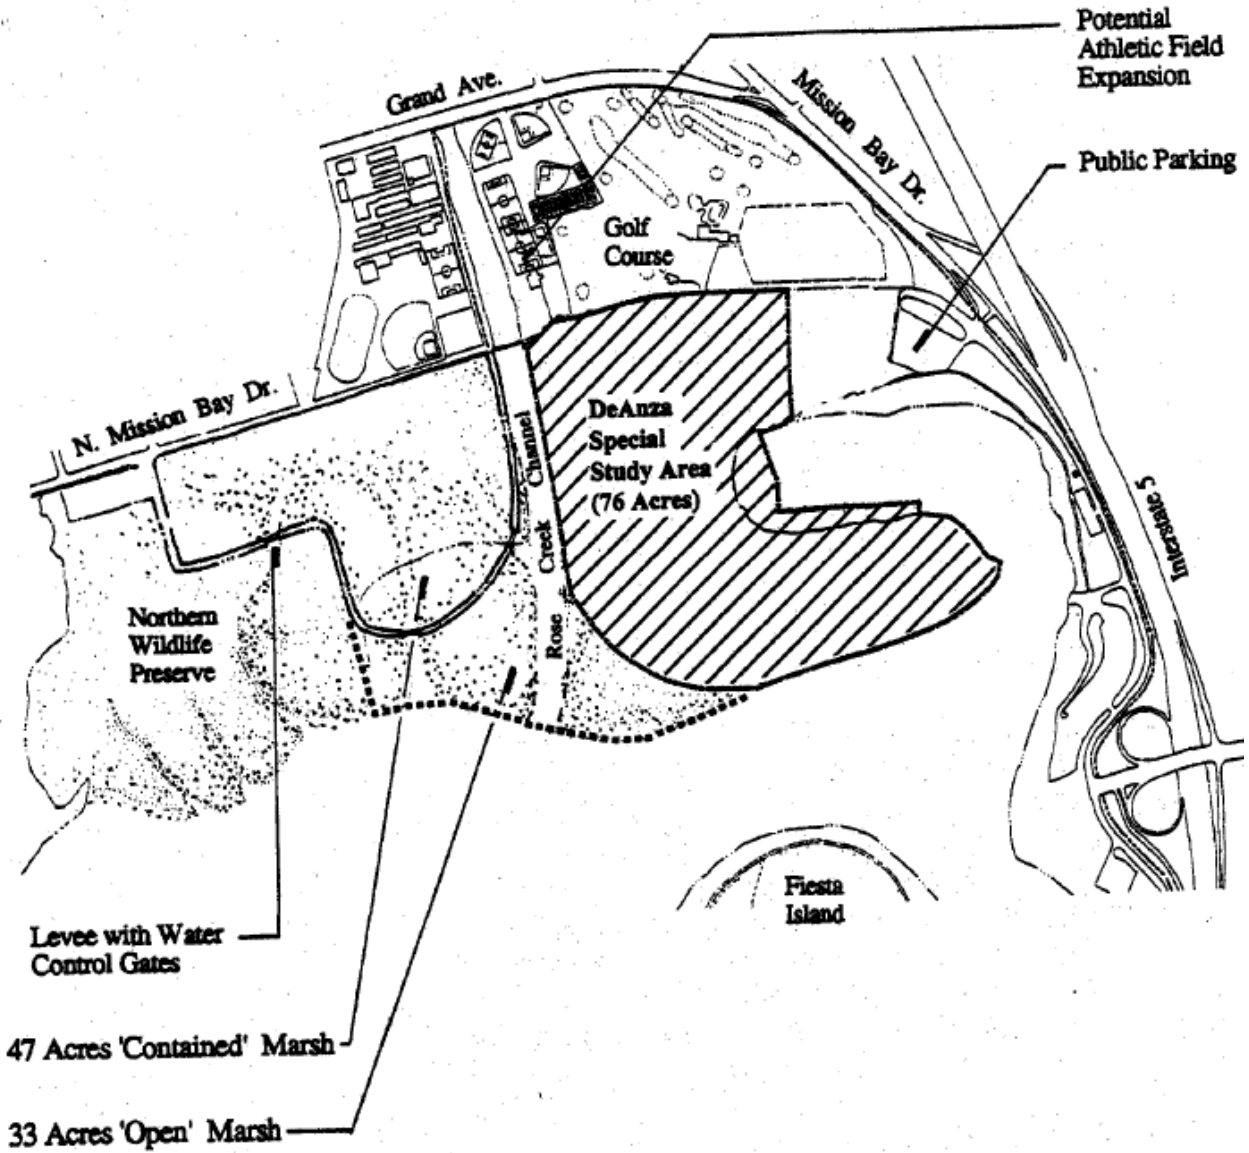 Potential
Athletic Field
Expansion
Grand Ave.
Mission Bay Dr.
Public Parking
Golf
Course
N. Mission Bay Dr.
DeAnza
Special
Study Area
(76 Acres)
Rose Creek Channel
Interstate 5
Northern
Wildlife
Preserve
Fiesta
Island
Levee with Water
Control Gates
47 Acres 'Contained' Marsh
33 Acres 'Open' Marsh